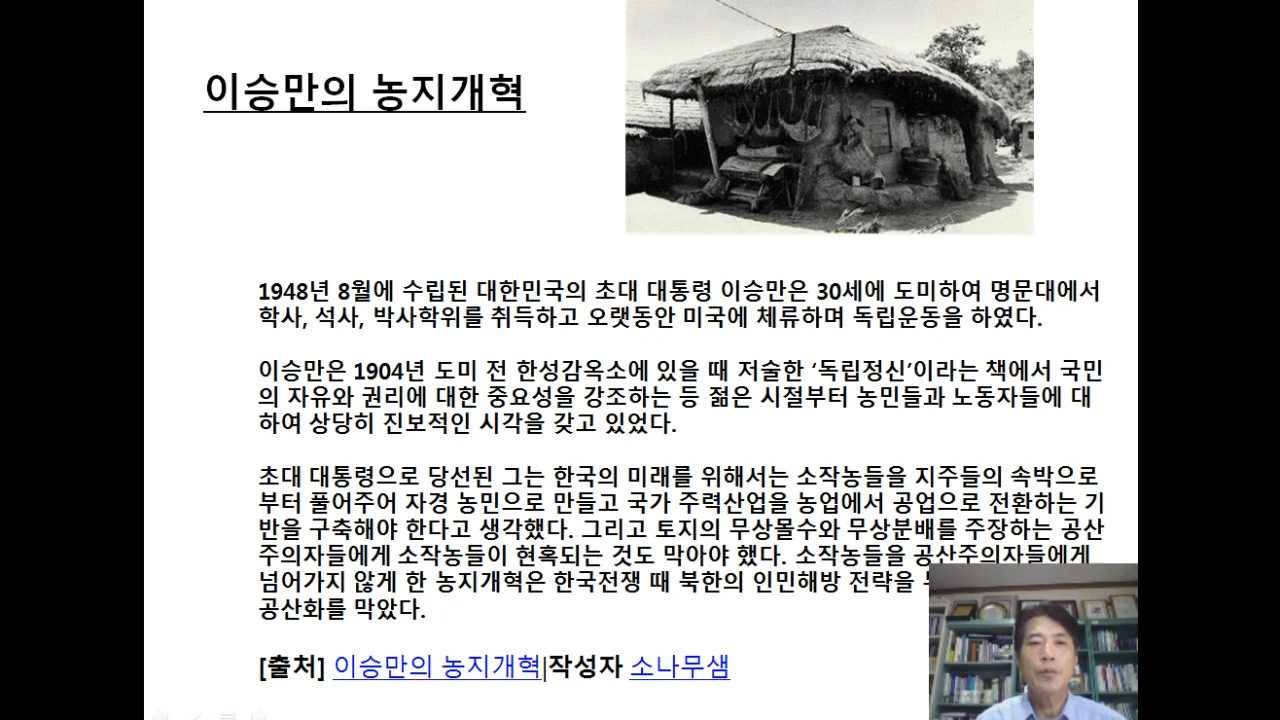 이승만의 농지개혁
1948년 8월에 수립된 대한민국의 초대 대통령 이승만은 30세에 도미하여 명문대에서
학사, 석사, 박사학위를 취득하고 오랫동안 미국에 체류하며 독립운동을 하였다.
이승만은 1904년 도미 전 한성감옥소에 있을 때 저술한 ‘독립정신’이라는 책에서 국민
의 자유와 권리에 대한 중요성을 강조하는 등 젊은 시절부터 농민들과 노동자들에 대
하여 상당히 진보적인 시각을 갖고 있었다.
초대 대통령으로 당선된 그는 한국의 미래를 위해서는 소작농들을 지주들의 속박으로
부터 풀어주어 자경 농민으로 만들고 국가 주력산업을 농업에서 공업으로 전환하는 기
반을 구축해야 한다고 생각했다. 그리고 토지의 무상몰수와 무상분배를 주장하는 공산
주의자들에게 소작농들이 현혹되는 것도 막아야 했다. 소작농들을 공산주의자들에게
넘어가지 않게 한 농지개혁은 한국전쟁 때 북한의 인민해방 전략을
공산화를 막았다.
[출처] 이승만의 농지개혁|작성자 소나무샘